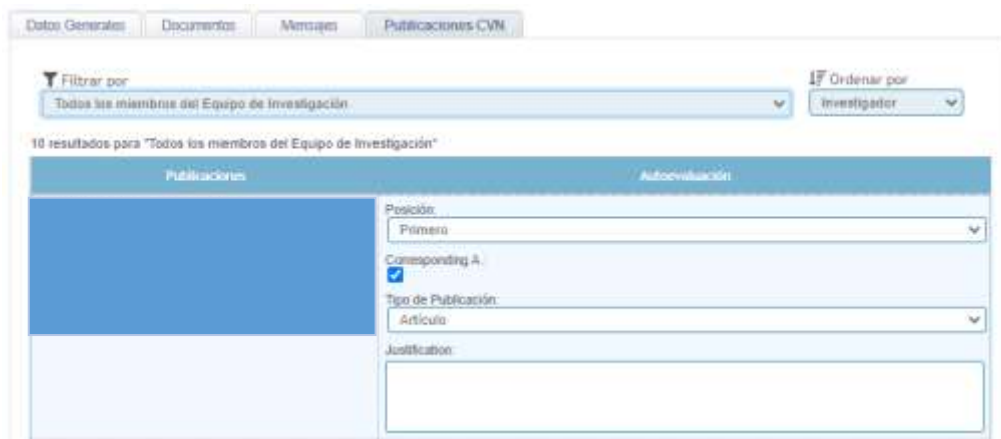 Datos Generales Documentos Mensajes Publicaciones CVN
Filtrar por Ordenar por
Todos los miembros del Equipo de Investigación Investigador
10 resultados para "Todos los miembros del Equipo de Investigación"
Publicaciones Autoevaluación
Posición:
Primero
Corresponding A.:
Tipo de Publicación:
Artículo
Justification: